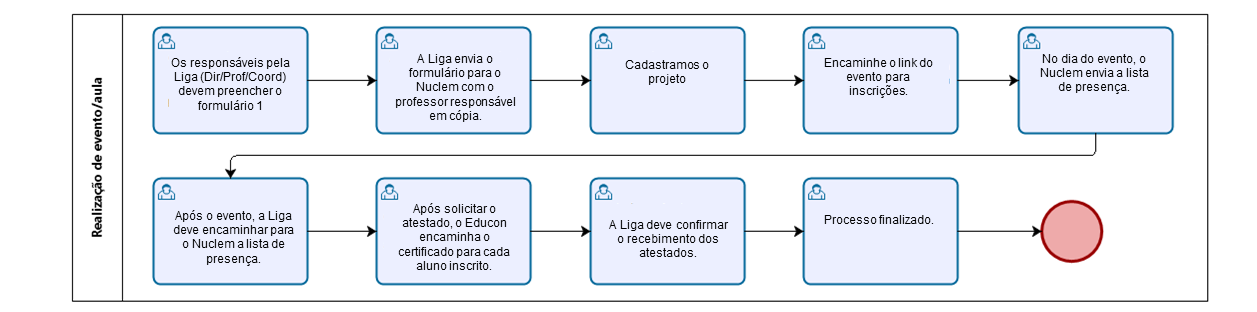 Realização de evento/aula
Os responsáveis pela
Liga (Dir/Prof/Coord)
devem preencher o
formulário 1
A Liga envia o
formulário para o
Nuclem com o
professor responsável
em cópia.
Cadastramos o
projeto
Encaminhe o link do
evento para
inscrições.
No dia do evento, o
Nuclem envia a lista
de presença.
Após o evento, a Liga
deve encaminhar para
o Nuclem a lista de
presença.
Após solicitar o
atestado, o Educon
encaminha o
certificado para cada
aluno inscrito.
A Liga deve confirmar
o recebimento dos
atestados.
Processo finalizado.